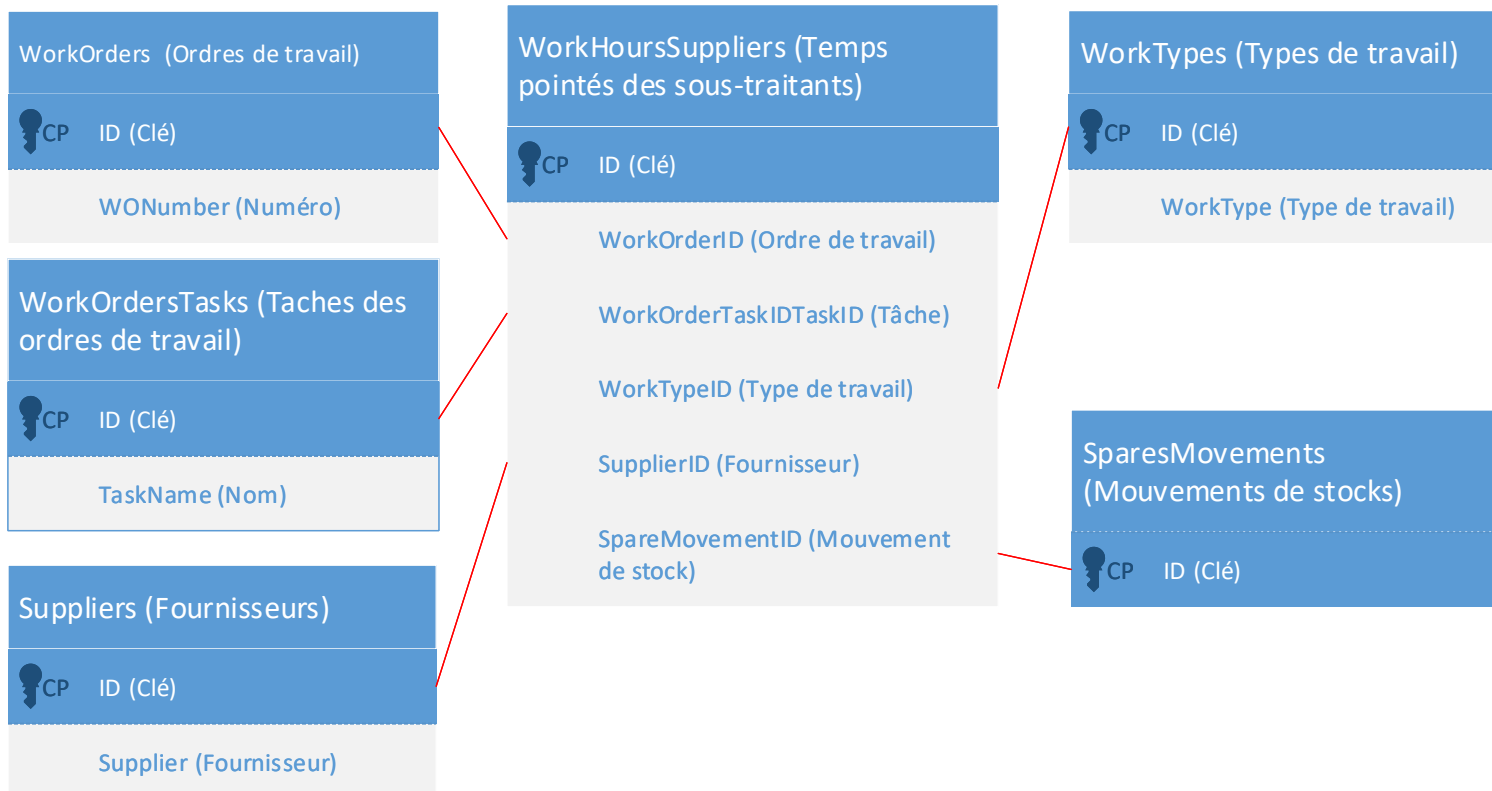 WorkOrders (Ordres de travail)
CP ID (Clé)
WONumber (Numéro)
WorkOrdersTasks (Taches des
ordres de travail)
CP ID (Clé)
TaskName (Nom)
Suppliers (Fournisseurs)
CP ID (Clé)
Supplier (Fournisseur)
WorkHoursSuppliers (Temps
pointés des sous-traitants)
CP ID (Clé)
WorkOrderID (Ordre de travail)
WorkOrderTaskIDTaskID (Tâche)
WorkTypeID (Type de travail)
SupplierID (Fournisseur)
SpareMovementID (Mouvement
de stock)
WorkTypes (Types de travail)
CP ID (Clé)
WorkType (Type de travail)
SparesMovements
(Mouvements de stocks)
CP ID (Clé)